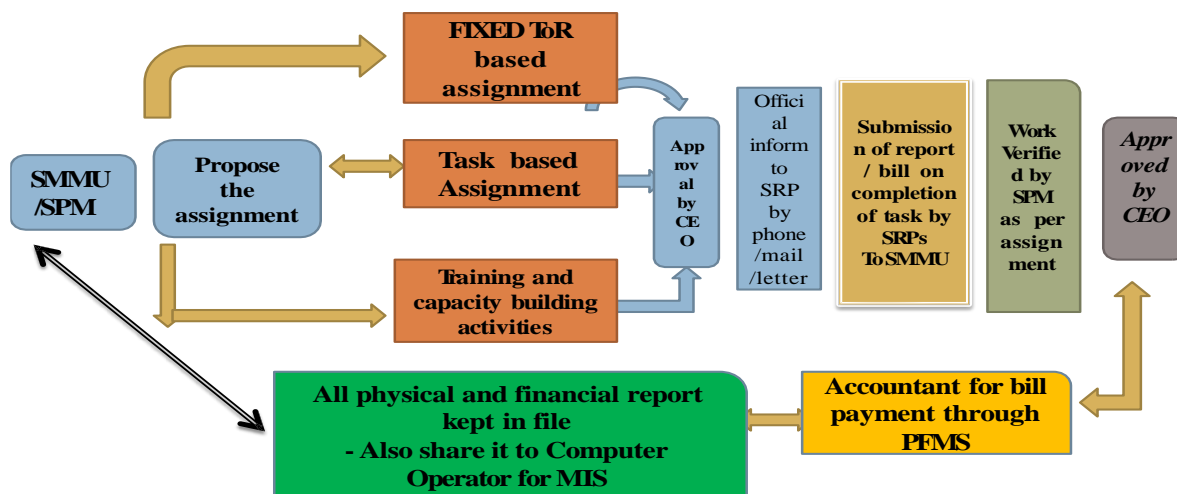 SMMU
/SPM
Propose
the
assignment
FIXED ToR
based
assignment
Task based
Assignment
Training and
capacity building
activities
App
rov
al
by CE
O
Offici
al
inform
to SRP
by
phone
/mail
/letter
Submissio
n of report
/ bill on
completion
of task by
SRPs
To SMMU
Work
Verifie
d by SPM
as per
assign
ment
Appr
oved
by
CEO
All physical and financial report
kept in file
- Also share it to Computer
Operator for MIS
Accountant for bill
payment through
PFMS